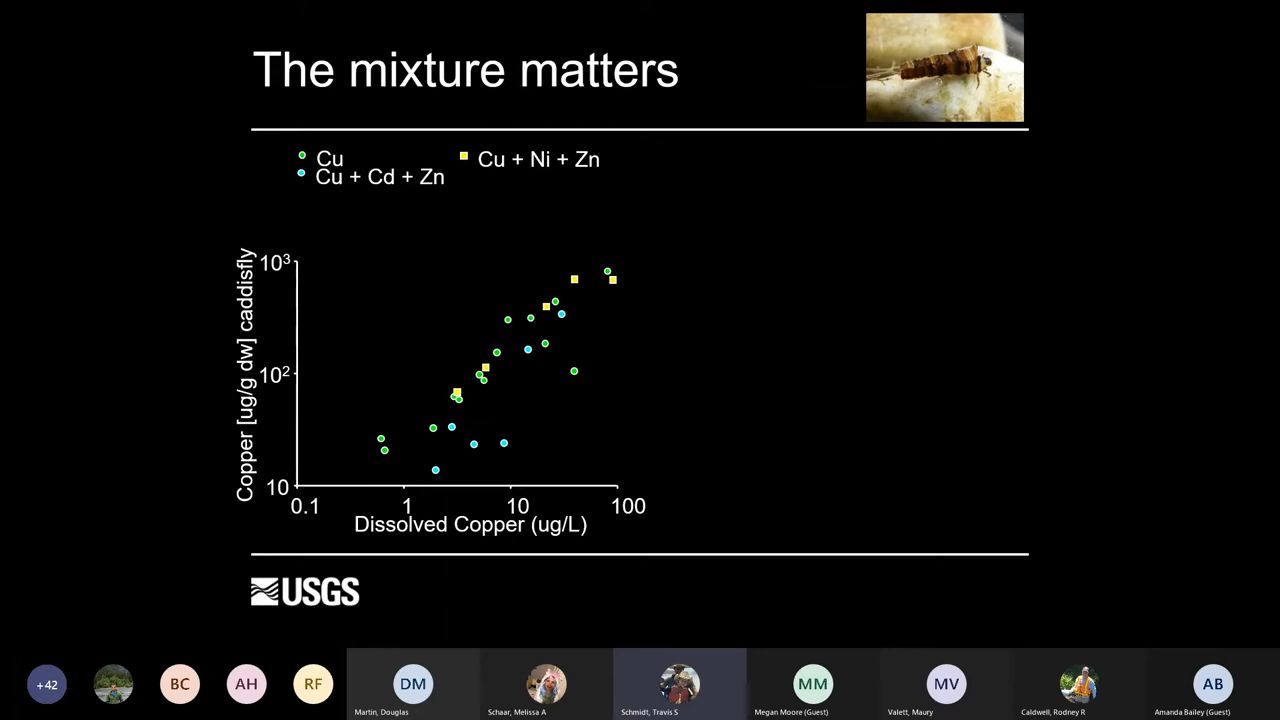 The mixture matters
Cu
Cu + Ni + Zn
Cu + Cd + Zn
Copper [ug/g dw] caddisfly
10³
10²
10
0.1
1
10
100
Dissolved Copper (ug/L)
USGS
+42
BC
AH
RF
DM
MM
MV
AB
Martin, Douglas
Schaar, Melissa A
Schmidt, Travis S
Megan Moore (Guest)
Valett, Maury
Caldwell, Rodney R
Amanda Bailey (Guest)